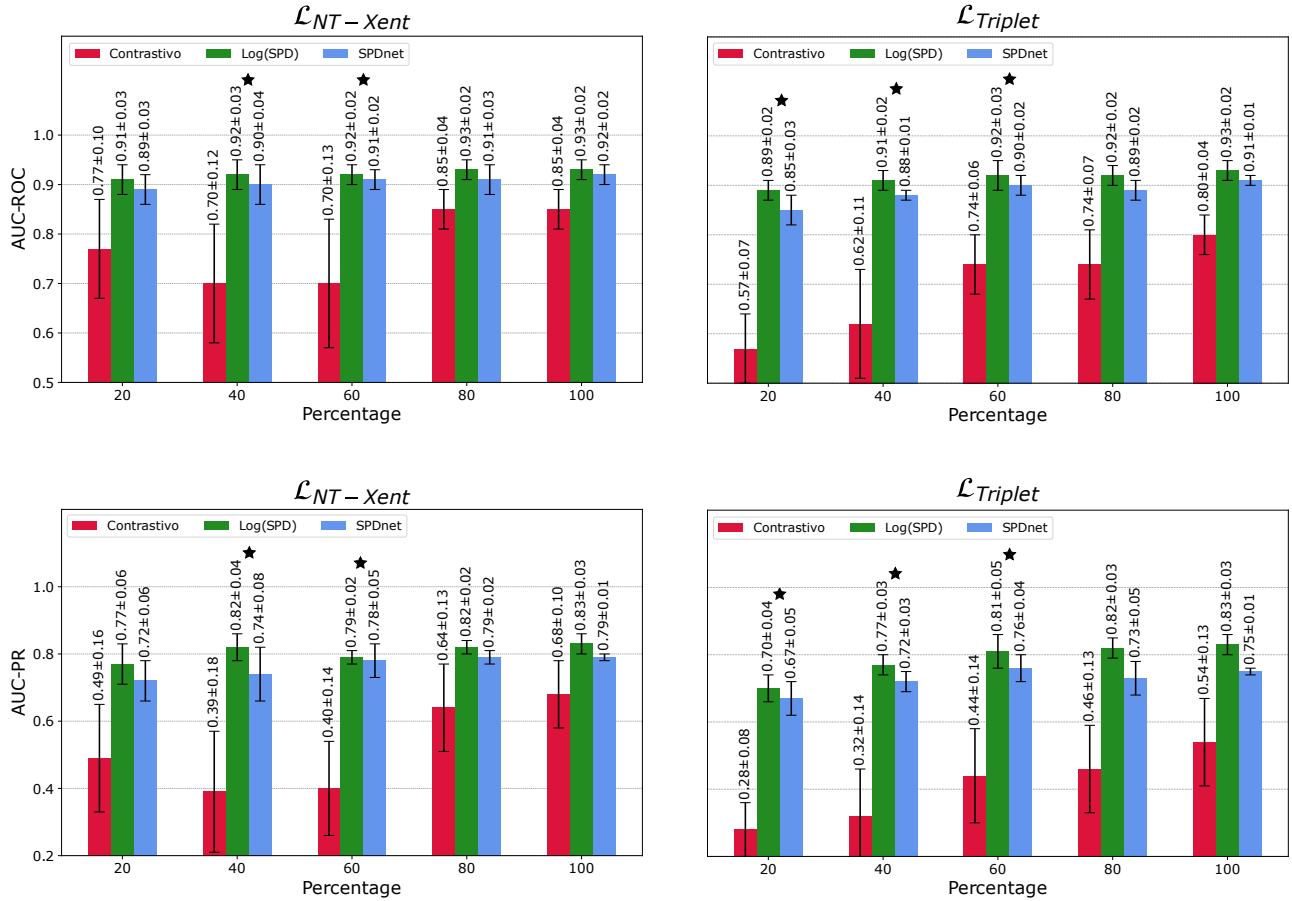 ℒNT – Xent
Contrastivo Log(SPD) SPDnet
★ ★
0.77±0.10 0.91±0.03 0.89±0.03 0.70±0.12 0.92±0.03 0.90±0.04 0.70±0.13 0.92±0.02 0.91±0.02 0.85±0.04 0.93±0.02 0.91±0.03 0.85±0.04 0.93±0.02 0.92±0.02
AUC-ROC
1.0
0.9
0.8
0.7
0.6
0.5
20 40 60 80 100
Percentage
ℒTriplet
Contrastivo Log(SPD) SPDnet
★ ★ ★
0.57±0.07 0.89±0.02 0.85±0.03 0.62±0.11 0.91±0.02 0.88±0.01 0.74±0.06 0.92±0.03 0.90±0.02 0.74±0.07 0.92±0.02 0.89±0.02 0.80±0.04 0.93±0.02 0.91±0.01
20 40 60 80 100
Percentage
ℒNT – Xent
Contrastivo Log(SPD) SPDnet
★ ★
0.49±0.16 0.77±0.06 0.72±0.06 0.39±0.18 0.82±0.04 0.74±0.08 0.40±0.14 0.79±0.02 0.78±0.05 0.64±0.13 0.82±0.02 0.79±0.02 0.68±0.10 0.83±0.03 0.79±0.01
AUC-PR
1.0
0.8
0.6
0.4
0.2
20 40 60 80 100
Percentage
ℒTriplet
Contrastivo Log(SPD) SPDnet
★ ★ ★
0.28±0.08 0.70±0.04 0.67±0.05 0.32±0.14 0.77±0.03 0.72±0.03 0.44±0.14 0.81±0.05 0.76±0.04 0.46±0.13 0.82±0.03 0.73±0.05 0.54±0.13 0.83±0.03 0.75±0.01
20 40 60 80 100
Percentage